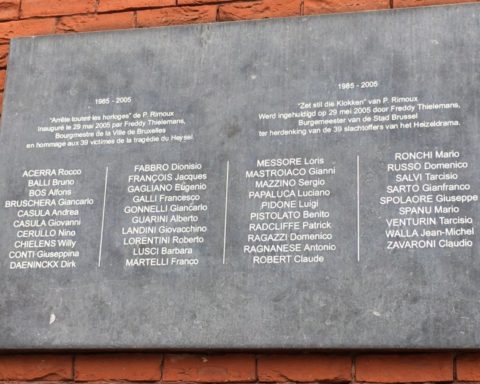 1985 - 2005
"Arrête toutes les horloges" de P. Rimoux
Inauguré le 29 mai 2005 par Freddy Thielemans,
Bourgmestre de la Ville de Bruxelles
en hommage aux 39 victimes de la tragédie du Heysel.
1985 - 2005
"Zet stil die Klokken" van P. Rimoux
Werd ingehuldigd op 29 mei 2005 door Freddy Thielemans,
Burgemeester van de Stad Brussel
ter herdenking van de 39 slachtoffers van het Heizeldrama.
ACERRA Rocco
BALLI Bruno
BOS Alfons
BRUSCHERA Giancarlo
CASULA Andrea
CASULA Giovanni
CERULLO Nino
CHIELENS Willy
CONTI Giuseppina
DAENINCKX Dirk
FABBRO Dionisio
FRANÇOIS Jacques
GAGLIANO Eugenio
GALLI Francesco
GONNELLI Giancarlo
GUARINI Alberto
LANDINI Giovacchino
LORENTINI Roberto
LUSCI Barbara
MARTELLI Franco
MESSORE Loris
MASTROIACO Gianni
MAZZINO Sergio
PAPALUCA Luciano
PIDONE Luigi
PISTOLATO Benito
RADCLIFFE Patrick
RAGAZZI Domenico
RAGNANESE Antonio
ROBERT Claude
RONCHI Mario
RUSSO Domenico
SALVI Tarcisio
SARTO Gianfranco
SPOLAORE Giuseppe
SPANU Mario
VENTURIN Tarcisio
WALLA Jean-Michel
ZAVARONI Claudio